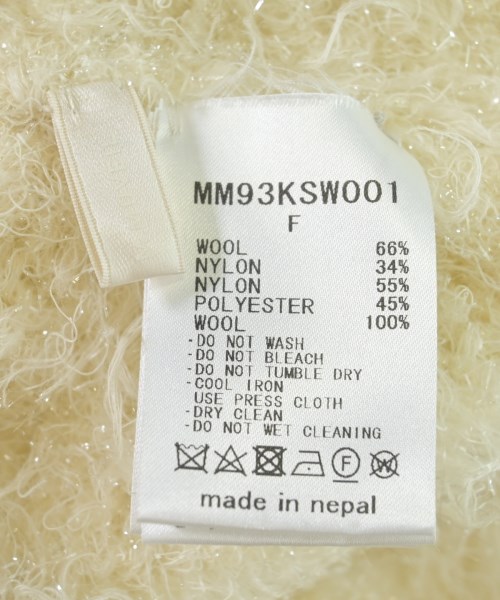 MM93KSW001
F
WOOL 66%
NYLON 34%
NYLON 55%
POLYESTER 45%
WOOL 100%
-DO NOT WASH
-DO NOT BLEACH
-DO NOT TUMBLE DRY
-COOL IRON
USE PRESS CLOTH
-DRY CLEAN
-DO NOT WET CLEANING
F W
made in nepal